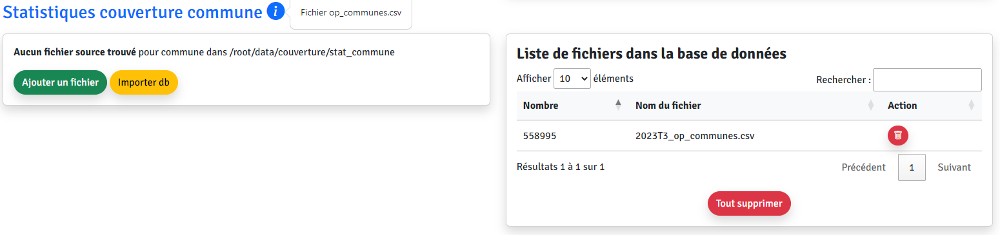 Statistiques couverture commune i Fichier op_communes.csv
Aucun fichier source trouvé pour commune dans /root/data/couverture/stat_commune
Ajouter un fichier Importer db
Liste de fichiers dans la base de données
Afficher 10 éléments Rechercher :
Nombre Nom du fichier Action
558995 2023T3_op_communes.csv
Résultats 1 à 1 sur 1 Précédent 1 Suivant
Tout supprimer